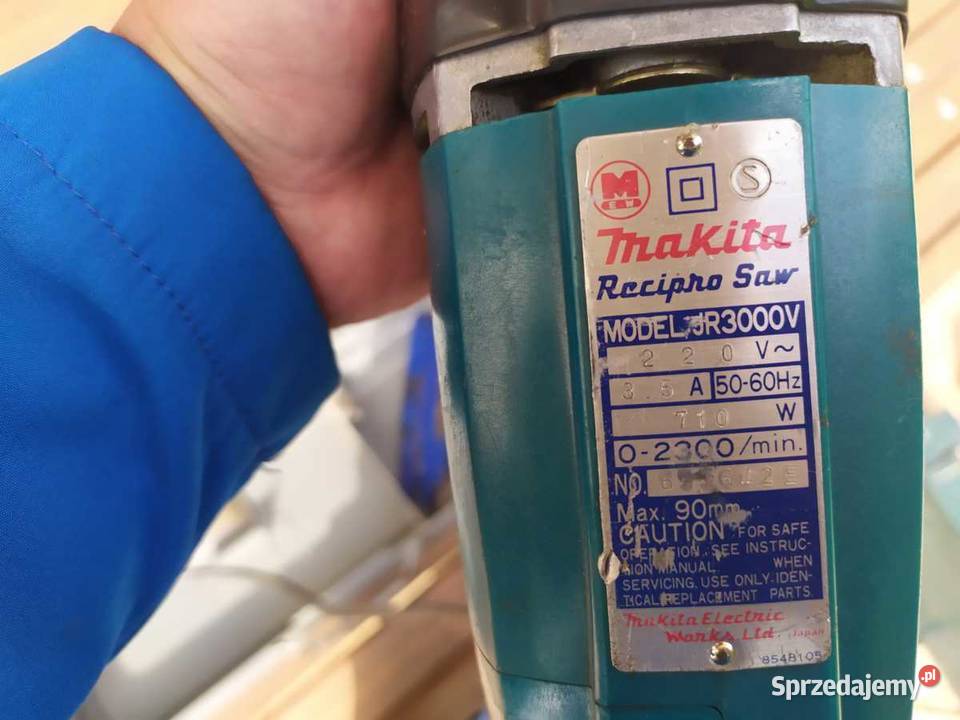 M
E W
S
Makita
Recipro Saw
MODEL JR3000V
220 V~
3.5 A 50-60Hz
710 W
0-2300/min.
NO.
Max. 90mm
CAUTION FOR SAFE
OPERATION SEE INSTRUC-
TION MANUAL. WHEN
SERVICING, USE ONLY IDEN-
TICAL REPLACEMENT PARTS.
Makita Electric
Works, Ltd. Japan
854B105
Sprzedajemy.pl